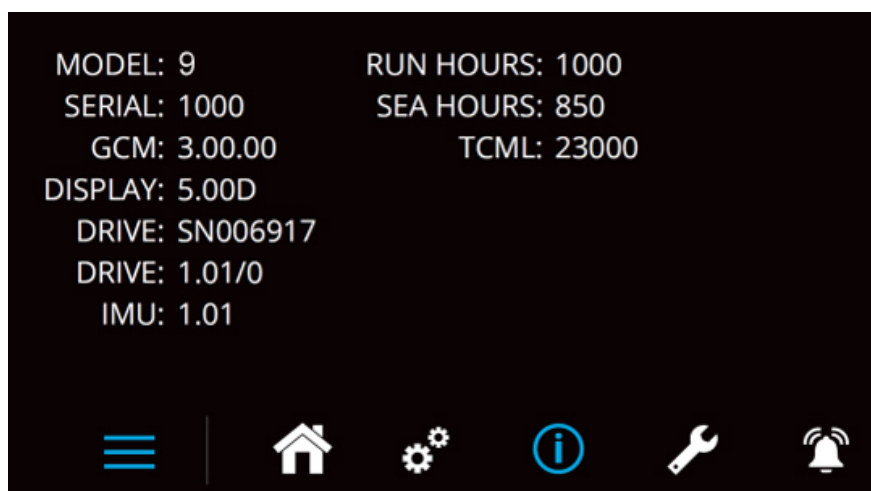 MODEL: 9 RUN HOURS: 1000
SERIAL: 1000 SEA HOURS: 850
GCM: 3.00.00 TCML: 23000
DISPLAY: 5.00D
DRIVE: SN006917
DRIVE: 1.01/0
IMU: 1.01